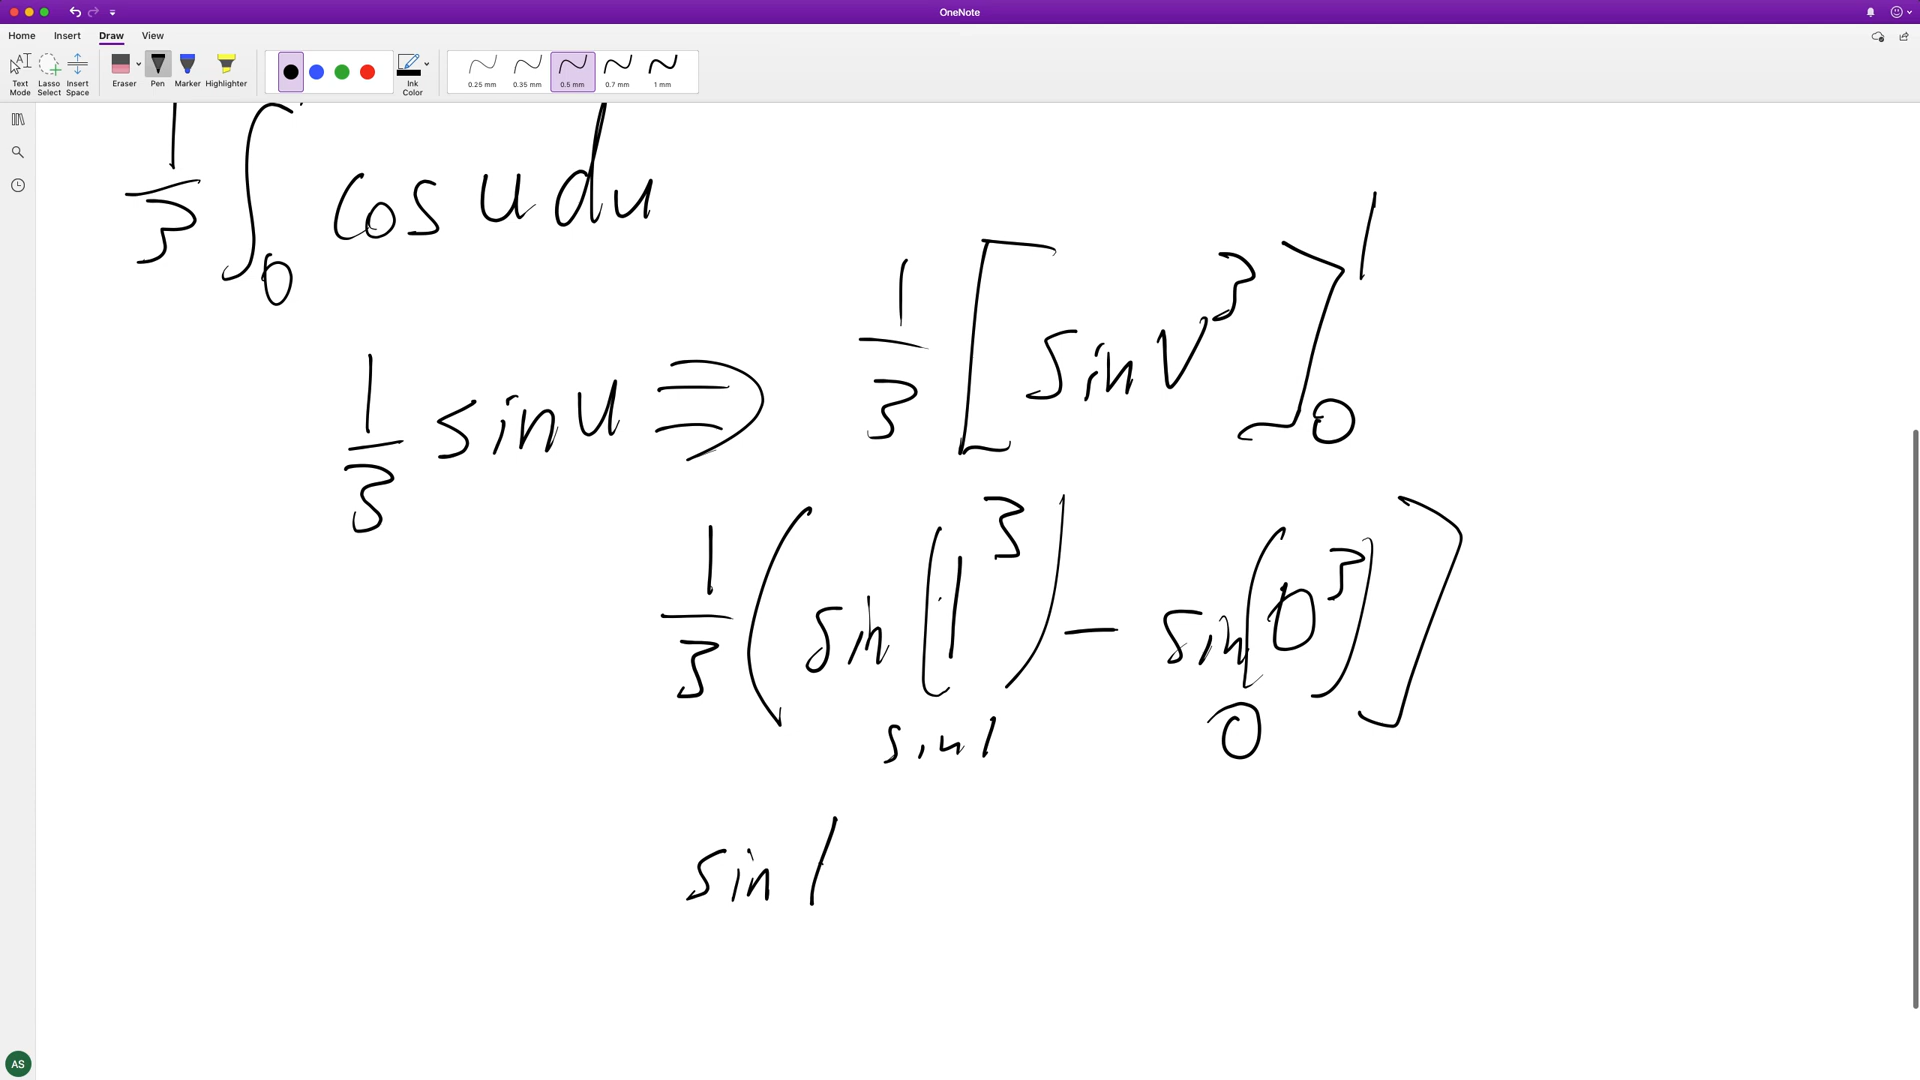 OneNote
Home Insert Draw View
Text Mode
Lasso Select
Insert Space
Eraser
Pen
Marker
Highlighter
Ink Color
0.25 mm
0.35 mm
0.5 mm
0.7 mm
1 mm
1/3 ∫₀ cos u du
1/3 sin u ⇒ 1/3 [sin v³]₀¹
1/3 (sin(1³) - sin(0³)]
sin 1 0
sin 1
AS